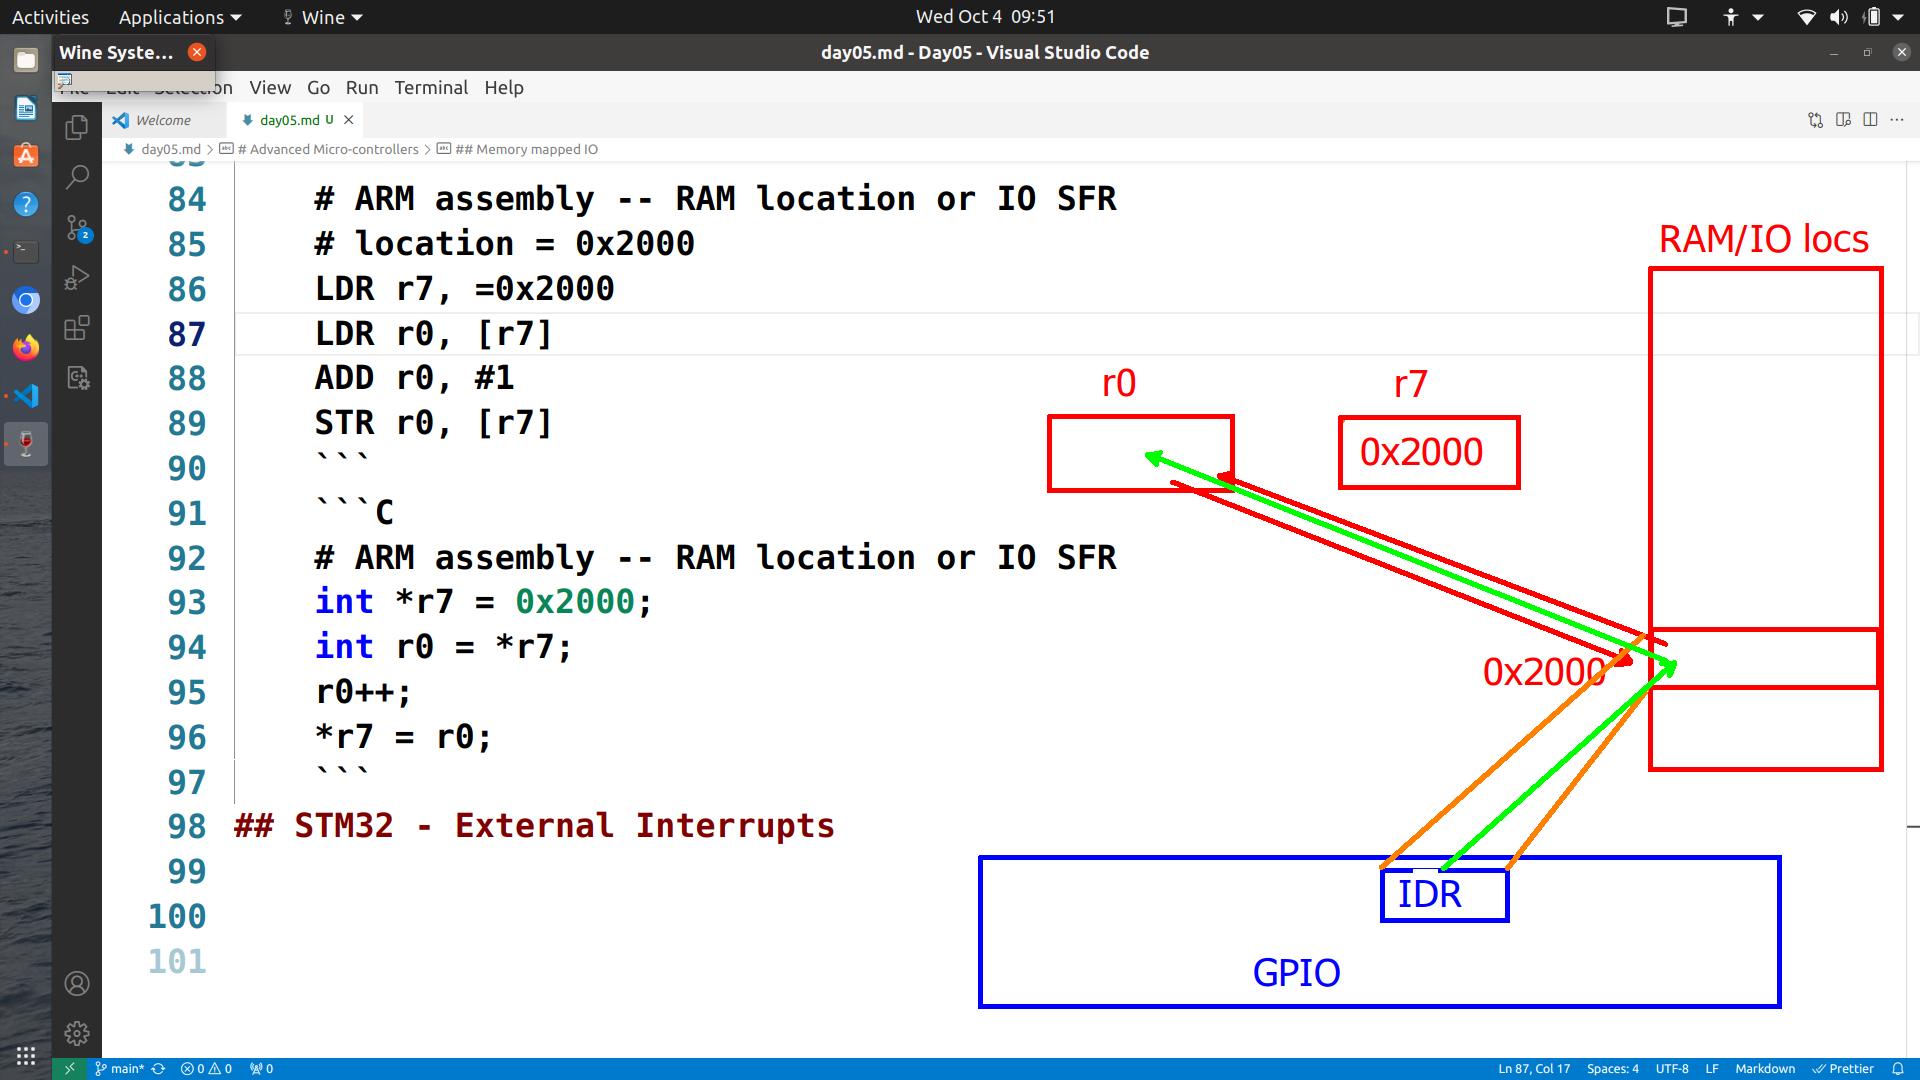 Activities Applications Wine Wed Oct 4 09:51
Wine Syste... day05.md - Day05 - Visual Studio Code
Selection View Go Run Terminal Help
Welcome day05.md U
day05.md > # Advanced Micro-controllers > ## Memory mapped IO
84 # ARM assembly -- RAM location or IO SFR
85 # location = 0x2000
86 LDR r7, =0x2000
87 LDR r0, [r7]
88 ADD r0, #1
89 STR r0, [r7]
90 ```
91 ```C
92 # ARM assembly -- RAM location or IO SFR
93 int *r7 = 0x2000;
94 int r0 = *r7;
95 r0++;
96 *r7 = r0;
97 ```
98 ## STM32 - External Interrupts
99
100
101
RAM/IO locs
r0 r7
0x2000
0x2000
IDR
GPIO
2
main* 0 0 0 Ln 87, Col 17 Spaces: 4 UTF-8 LF Markdown Prettier